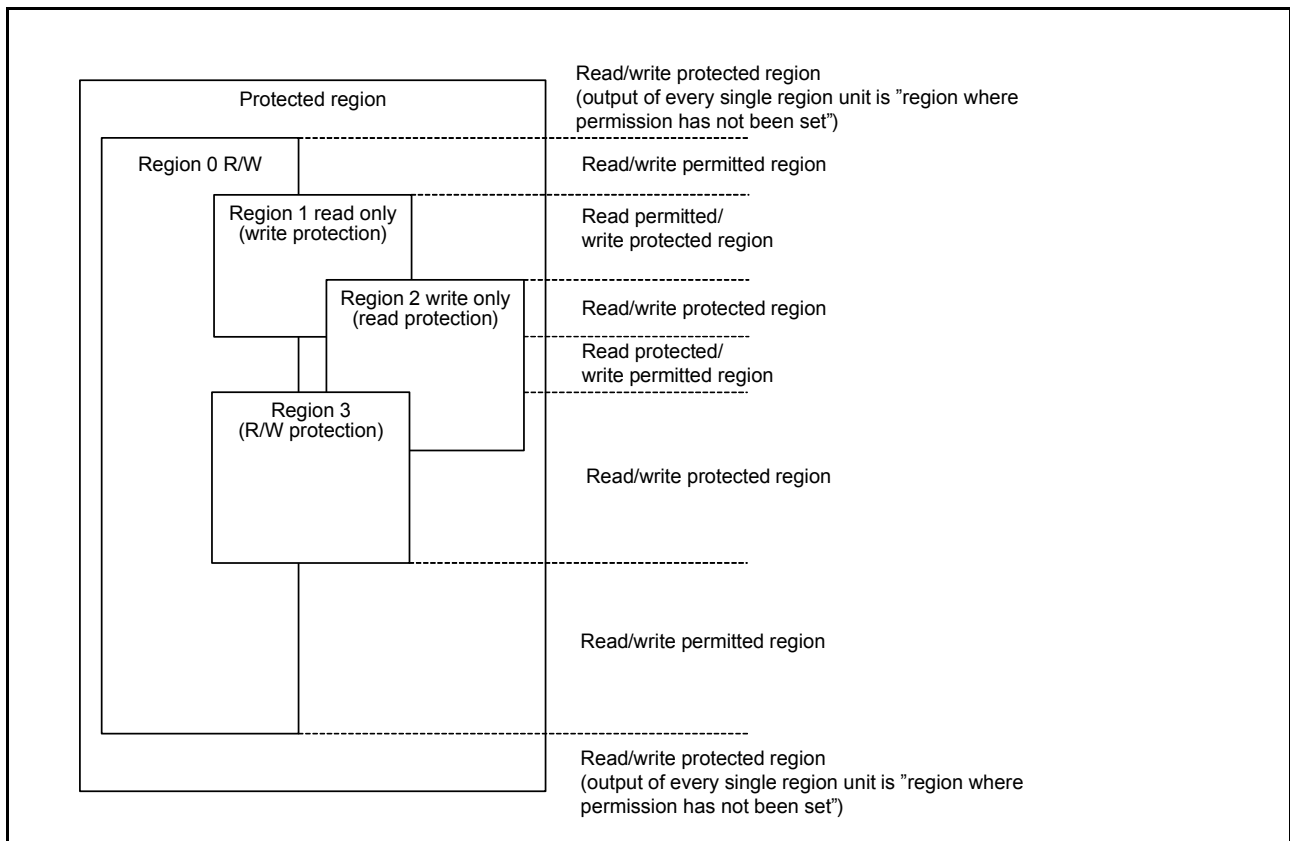 Protected region
Region 0 R/W
Region 1 read only
(write protection)
Region 2 write only
(read protection)
Region 3
(R/W protection)
Read/write protected region
(output of every single region unit is ”region where
permission has not been set”)
Read/write permitted region
Read permitted/
write protected region
Read/write protected region
Read protected/
write permitted region
Read/write protected region
Read/write permitted region
Read/write protected region
(output of every single region unit is ”region where
permission has not been set”)